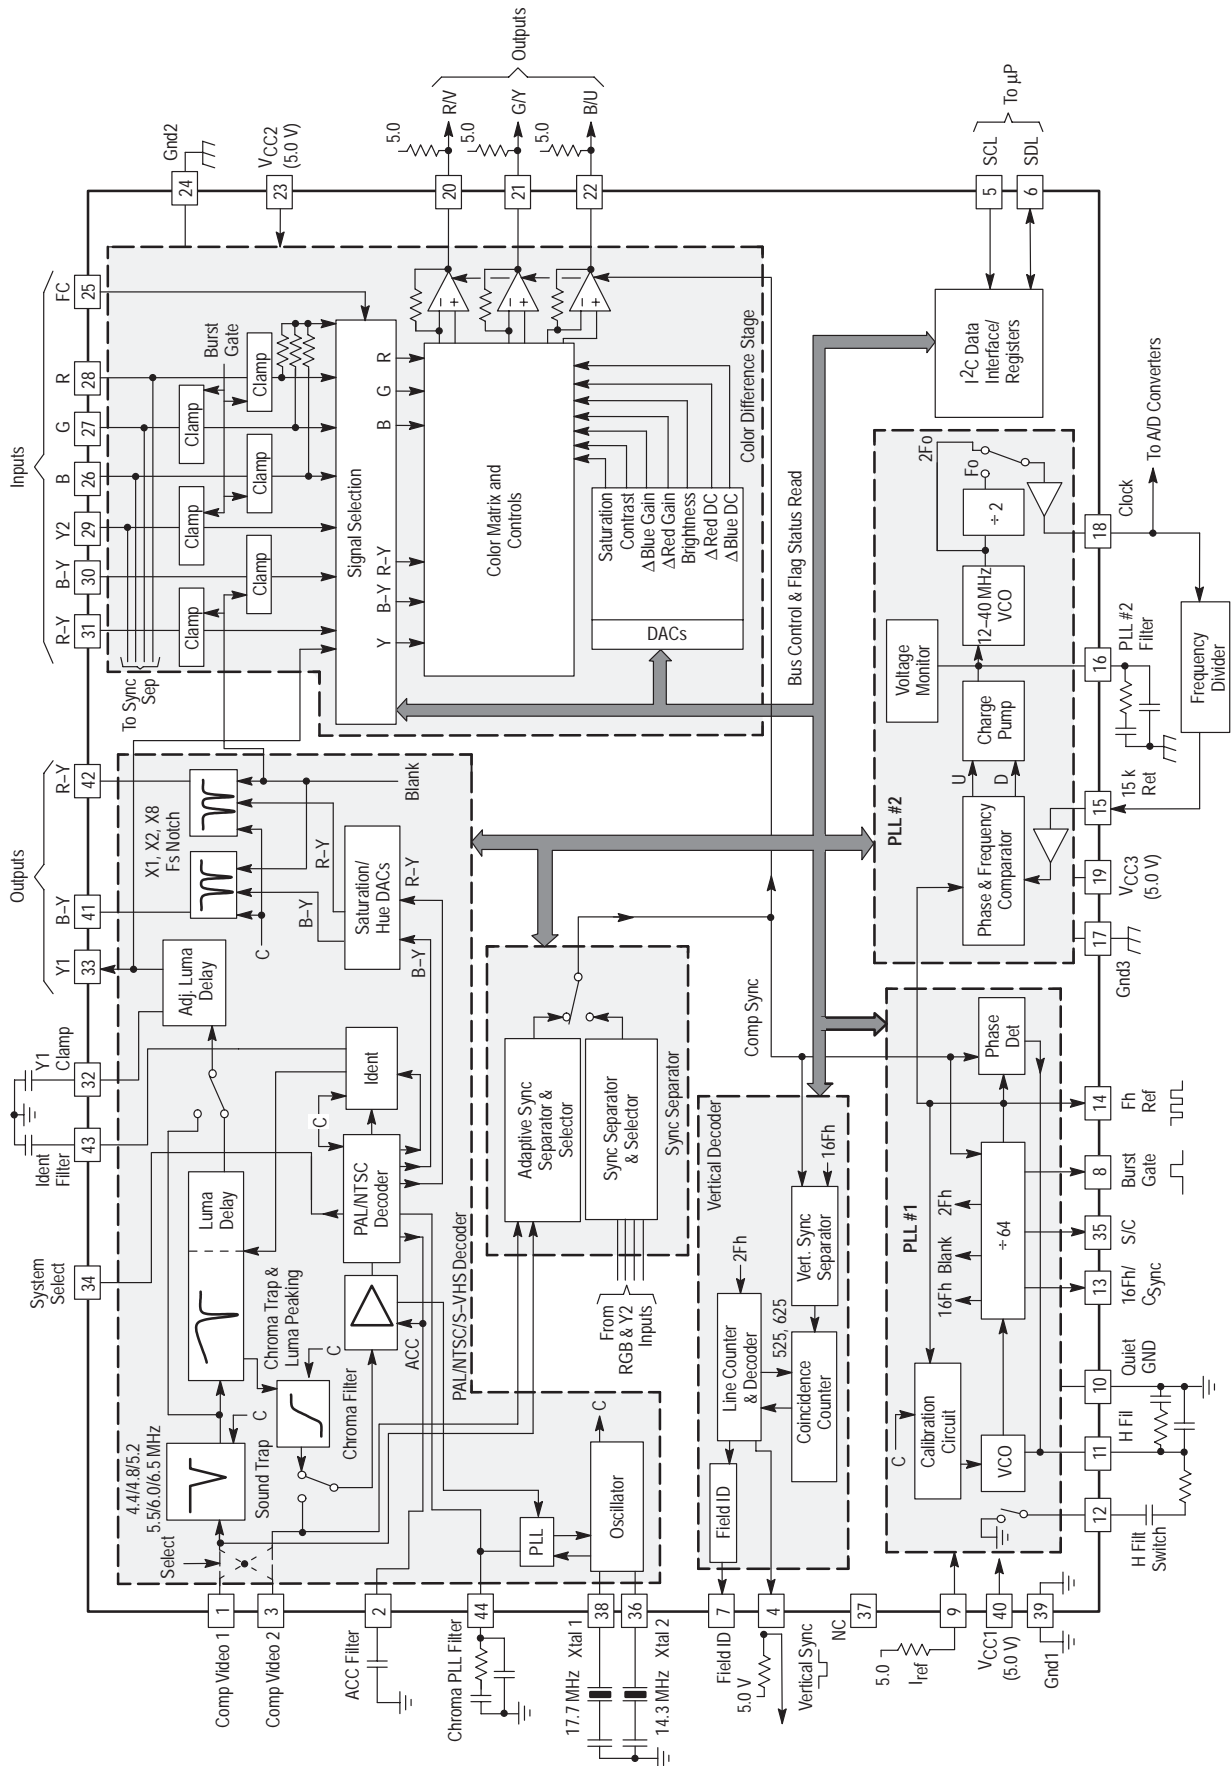 Inputs
R–Y
31
B–Y
30
Y2
29
B
26
G
27
R
28
FC
25
Gnd2
24
VCC2
(5.0 V)
23
To Sync
Sep
Clamp
Clamp
Clamp
Clamp
Clamp
Clamp
Burst
Gate
Signal Selection
Y
B–Y
R–Y
B
G
R
Color Matrix and
Controls
–
+
–
+
–
+
DACs
Saturation
Contrast
ΔBlue Gain
ΔRed Gain
Brightness
ΔRed DC
ΔBlue DC
Color Difference Stage
20
21
22
5.0
5.0
5.0
R/V
G/Y
B/U
Outputs
Outputs
Y1
33
B–Y
41
R–Y
42
Y1
Clamp
32
Ident
Filter
43
System
Select
34
X1, X2, X8
Fs Notch
C
Blank
Adj. Luma
Delay
R–Y
B–Y
Saturation/
Hue DACs
B–Y
R–Y
Luma
Delay
Chroma Trap &
Luma Peaking
Ident
C
PAL/NTSC
Decoder
ACC
C
Chroma Filter
4.4/4.8/5.2
5.5/6.0/6.5 MHz
C
Sound Trap
Select
PLL
Oscillator
C
PAL/NTSC/S–VHS Decoder
1
Comp Video 1
3
Comp Video 2
2
ACC Filter
44
Chroma PLL Filter
38
Xtal 1
17.7 MHz
36
Xtal 2
14.3 MHz
Adaptive Sync
Separator &
Selector
Sync Separator
& Selector
Sync Separator
From
RGB & Y2
Inputs
Comp Sync
Bus Control & Flag Status Read
I2C Data
Interface/
Registers
5
SCL
6
SDL
To µP
Vertical Decoder
2Fh
16Fh
Line Counter
& Decoder
Vert. Sync
Separator
525, 625
Coincidence
Counter
Field ID
7
Field ID
4
5.0 V
Vertical Sync
37
NC
PLL #2
Voltage
Monitor
Phase & Frequency
Comparator
U
D
Charge
Pump
12–40 MHz
VCO
÷ 2
Fo
2Fo
18
Clock
To A/D Converters
16
PLL #2
Filter
Frequency
Divider
15
15 k
Ret
19
VCC3
(5.0 V)
17
Gnd3
PLL #1
Phase
Det
÷ 64
16Fh
Blank
2Fh
Calibration
Circuit
C
VCO
14
Fh
Ref
8
Burst
Gate
35
S/C
13
16Fh/
CSync
10
Quiet
GND
11
H Fil
12
H Filt
Switch
9
5.0
Iref
40
VCC1
(5.0 V)
39
Gnd1